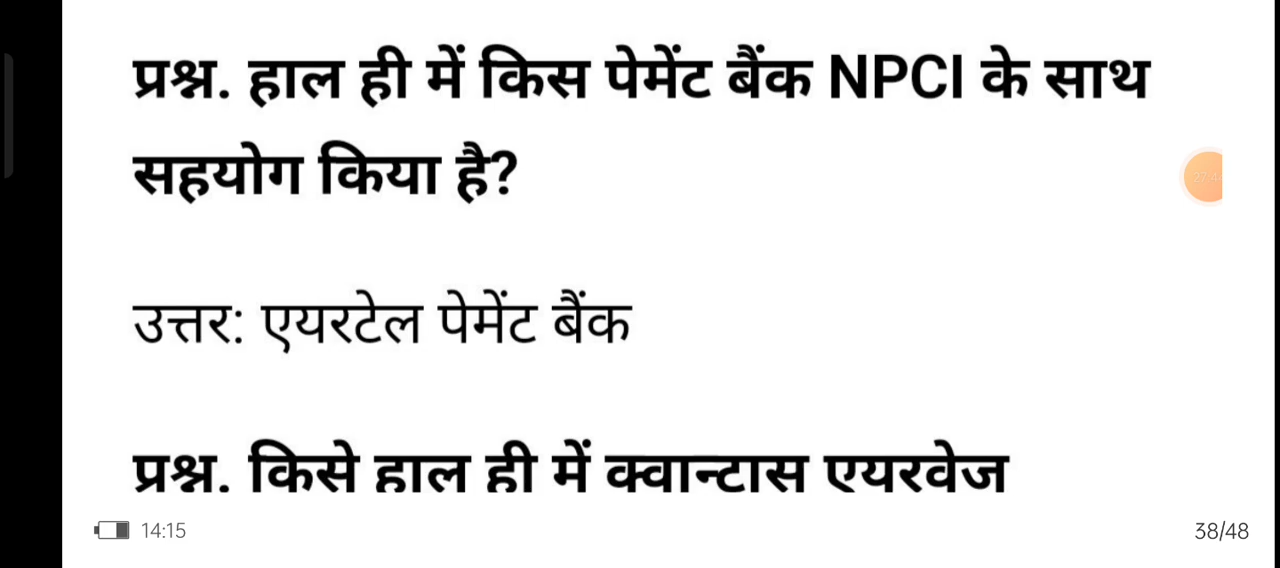 प्रश्न. हाल ही में किस पेमेंट बैंक NPCI के साथ
सहयोग किया है?
उत्तर: एयरटेल पेमेंट बैंक
प्रश्न. किसे हाल ही में क्वान्टास एयरवेज
14:15
38/48